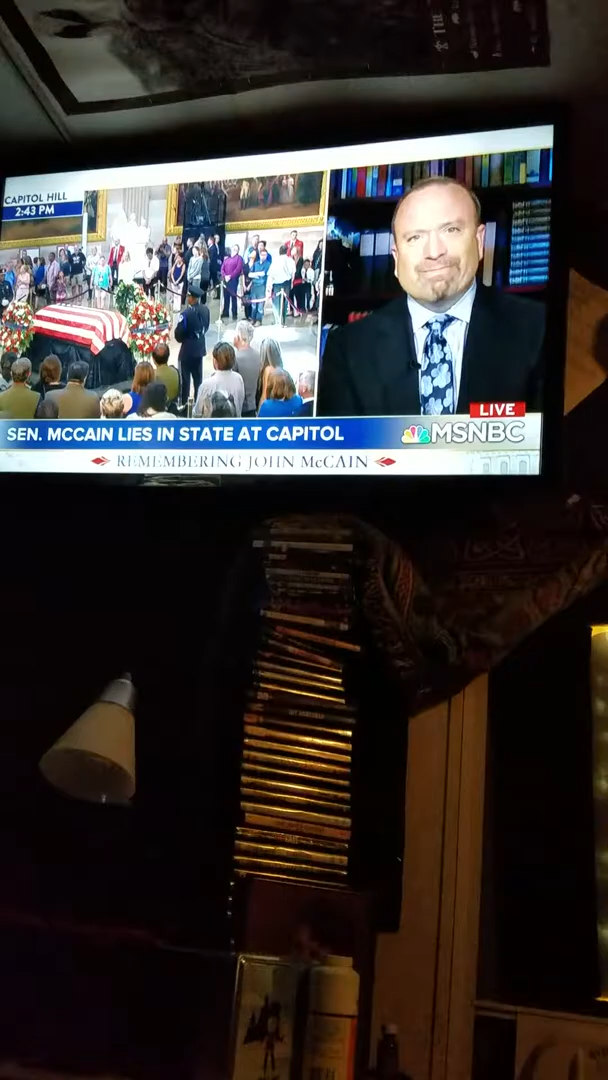 CAPITOL HILL
2:43 PM
LIVE
SEN. MCCAIN LIES IN STATE AT CAPITOL
MSNBC
REMEMBERING JOHN McCAIN